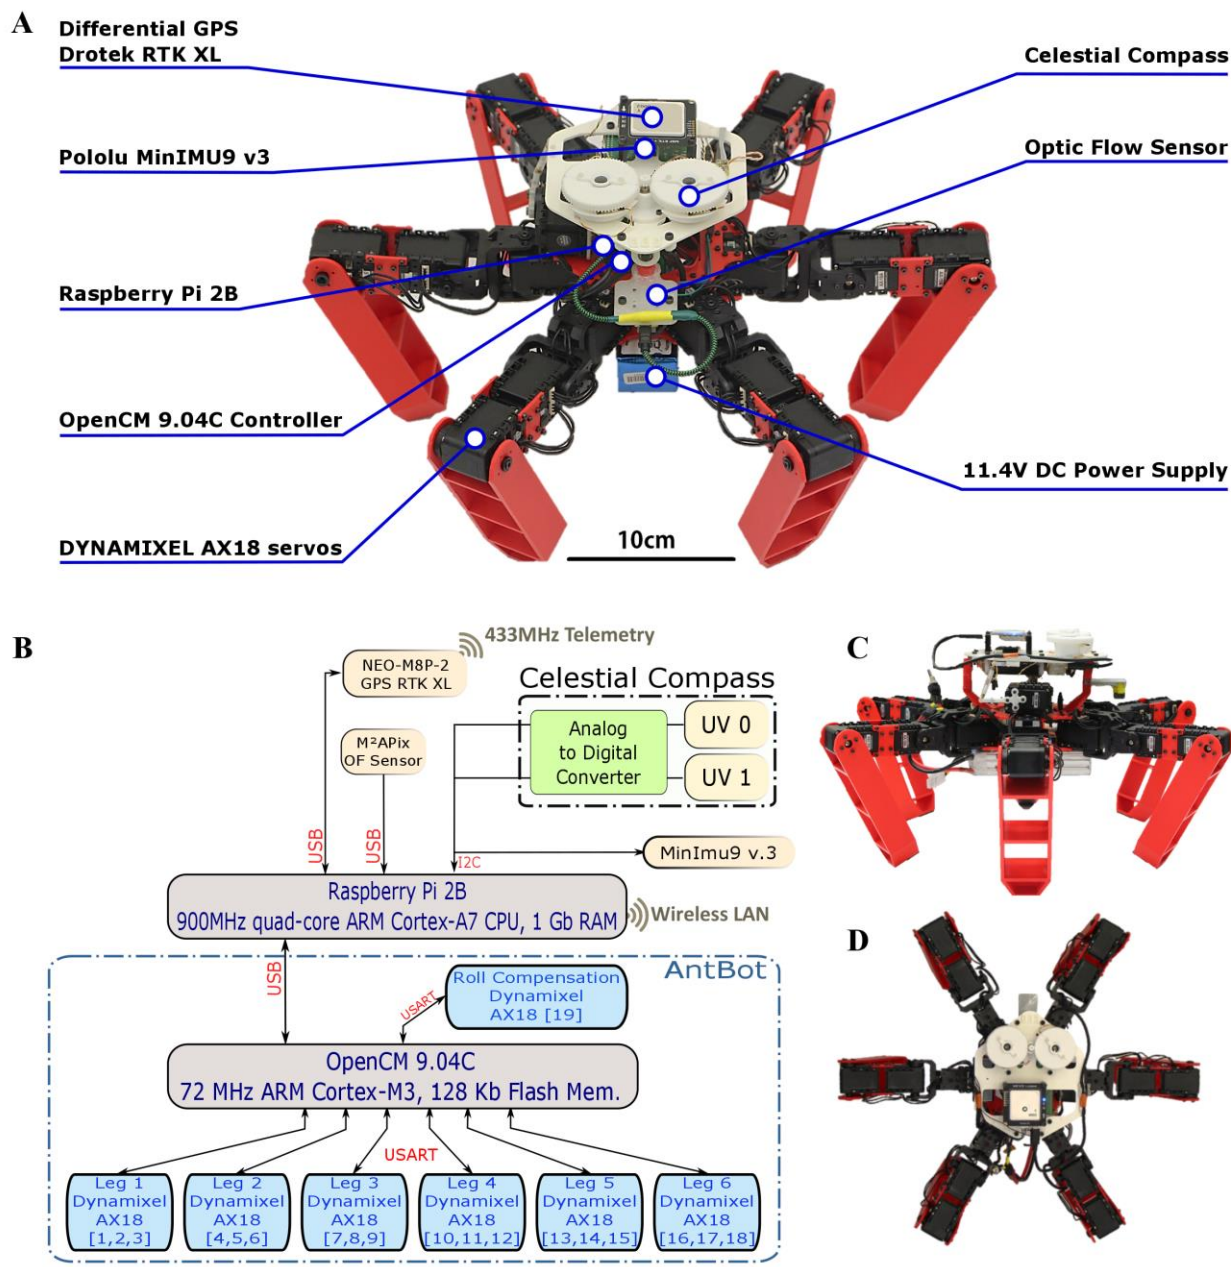 A
Differential GPS
Drotek RTK XL
Celestial Compass
Optic Flow Sensor
Pololu MinIMU9 v3
Raspberry Pi 2B
OpenCM 9.04C Controller
11.4V DC Power Supply
DYNAMIXEL AX18 servos
10cm
B
433MHz Telemetry
NEO-M8P-2
GPS RTK XL
Celestial Compass
M²APix
OF Sensor
Analog
to Digital
Converter
UV 0
UV 1
USB
USB
I2C
MinImu9 v.3
Raspberry Pi 2B
900MHz quad-core ARM Cortex-A7 CPU, 1 Gb RAM
Wireless LAN
USB
AntBot
Roll Compensation
Dynamixel
AX18 [19]
USART
OpenCM 9.04C
72 MHz ARM Cortex-M3, 128 Kb Flash Mem.
USART
Leg 1
Dynamixel
AX18
[1,2,3]
Leg 2
Dynamixel
AX18
[4,5,6]
Leg 3
Dynamixel
AX18
[7,8,9]
Leg 4
Dynamixel
AX18
[10,11,12]
Leg 5
Dynamixel
AX18
[13,14,15]
Leg 6
Dynamixel
AX18
[16,17,18]
C
D